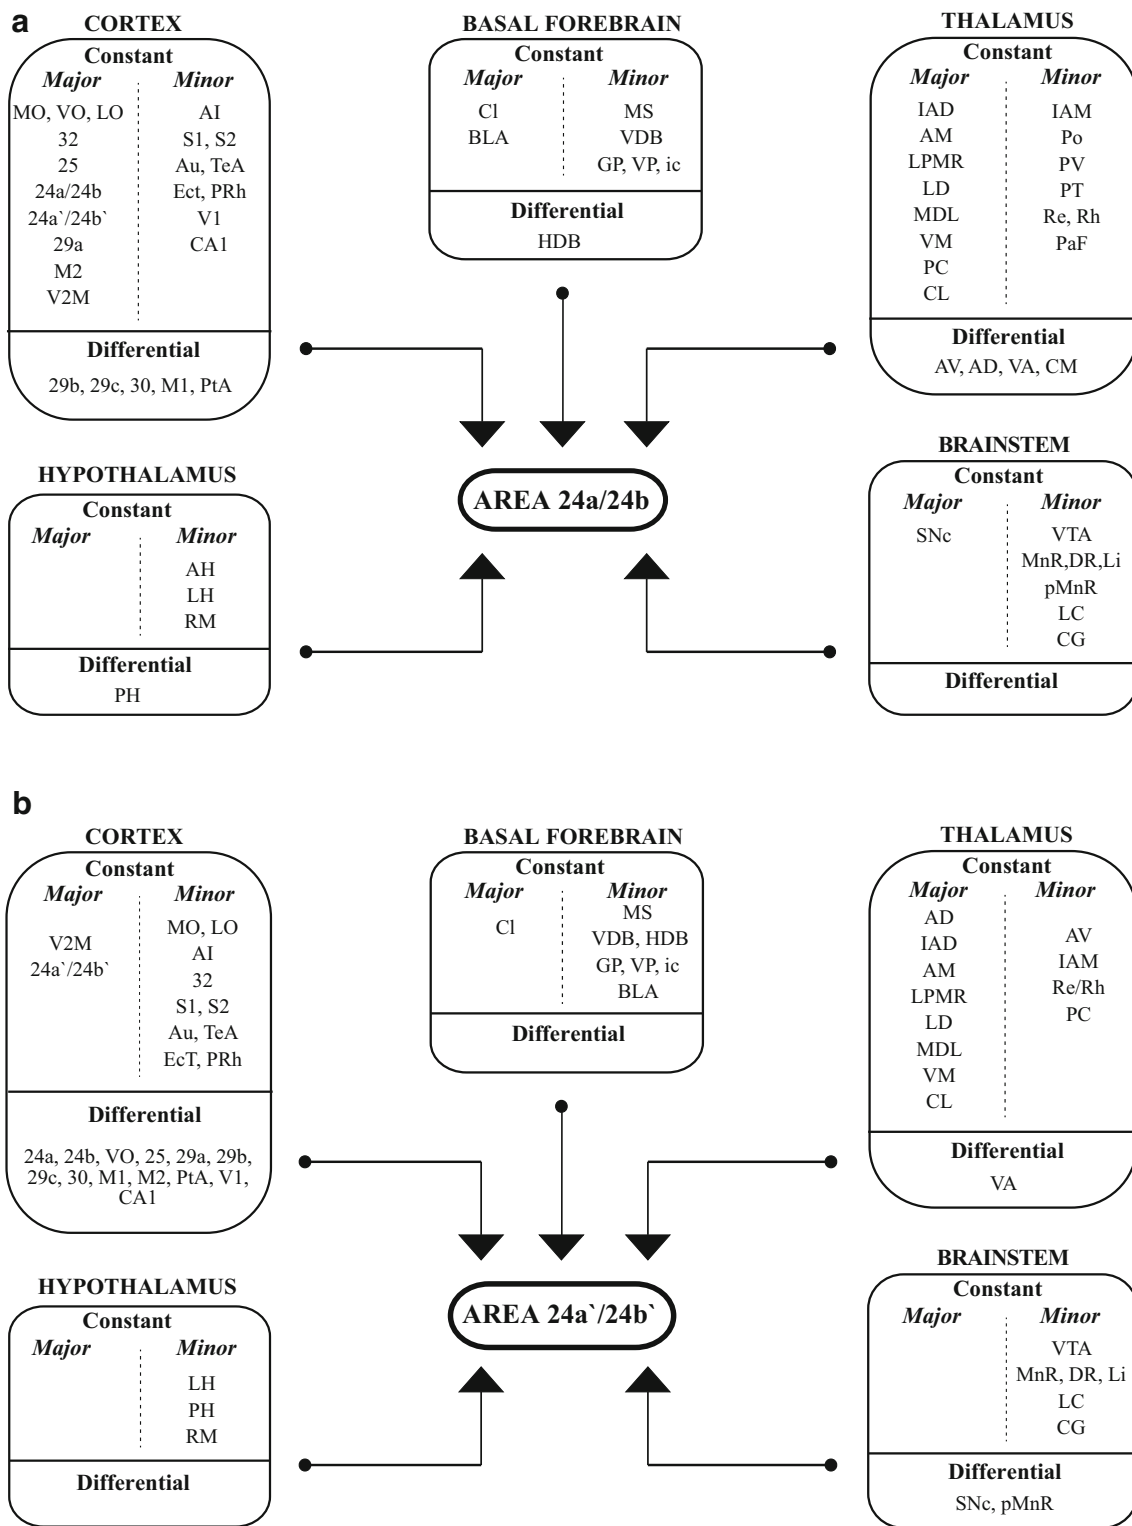 a
CORTEX
Constant
Major Minor
MO, VO, LO AI
32 S1, S2
25 Au, TeA
24a/24b Ect, PRh
24a`/24b` V1
29a CA1
M2
V2M
Differential
29b, 29c, 30, M1, PtA
BASAL FOREBRAIN
Constant
Major Minor
Cl MS
BLA VDB
GP, VP, ic
Differential
HDB
THALAMUS
Constant
Major Minor
IAD IAM
AM Po
LPMR PV
LD PT
MDL Re, Rh
VM PaF
PC
CL
Differential
AV, AD, VA, CM
HYPOTHALAMUS
Constant
Major Minor
AH
LH
RM
Differential
PH
AREA 24a/24b
BRAINSTEM
Constant
Major Minor
SNc VTA
MnR,DR,Li
pMnR
LC
CG
Differential
b
CORTEX
Constant
Major Minor
MO, LO
V2M AI
24a`/24b` 32
S1, S2
Au, TeA
EcT, PRh
Differential
24a, 24b, VO, 25, 29a, 29b,
29c, 30, M1, M2, PtA, V1,
CA1
BASAL FOREBRAIN
Constant
Major Minor
MS
Cl VDB, HDB
GP, VP, ic
BLA
Differential
THALAMUS
Constant
Major Minor
AD AV
IAD IAM
AM Re/Rh
LPMR PC
LD
MDL
VM
CL
Differential
VA
HYPOTHALAMUS
Constant
Major Minor
LH
PH
RM
Differential
AREA 24a`/24b`
BRAINSTEM
Constant
Major Minor
VTA
MnR, DR, Li
LC
CG
Differential
SNc, pMnR